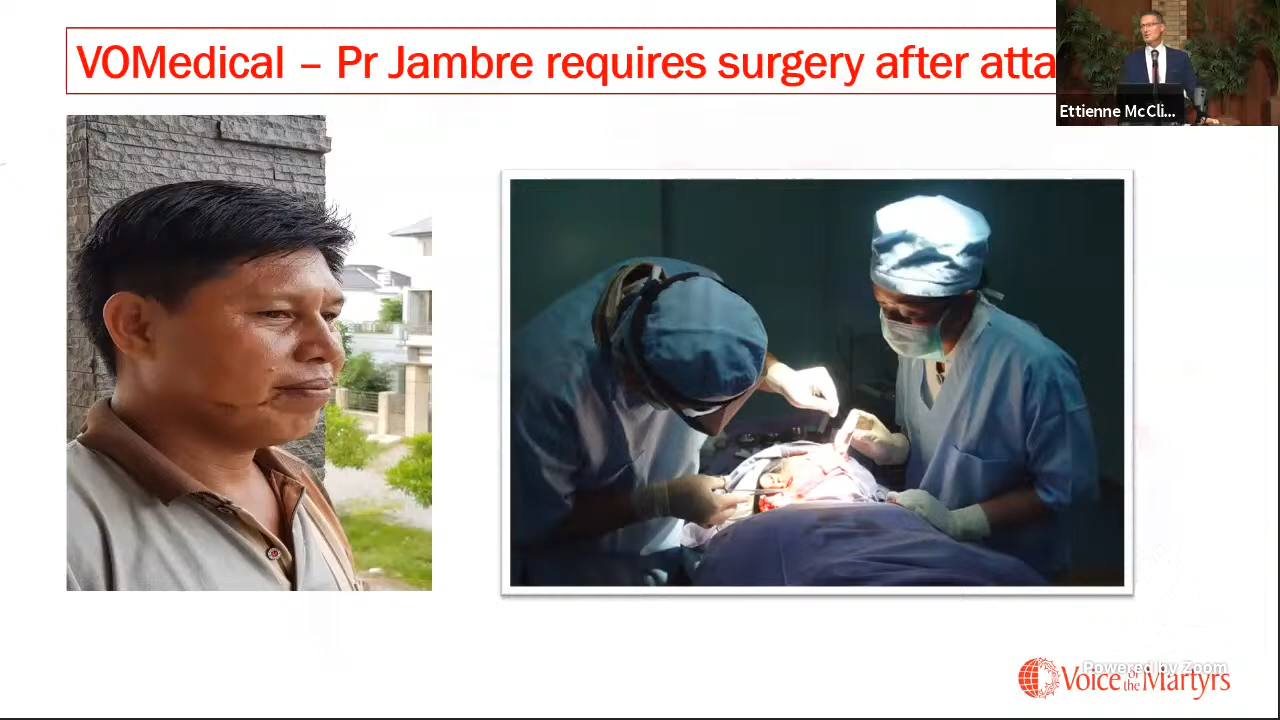 VOMedical – Pr Jambre requires surgery after atta
Ettienne McCli...
Powered by Zoom
Voice of the Martyrs